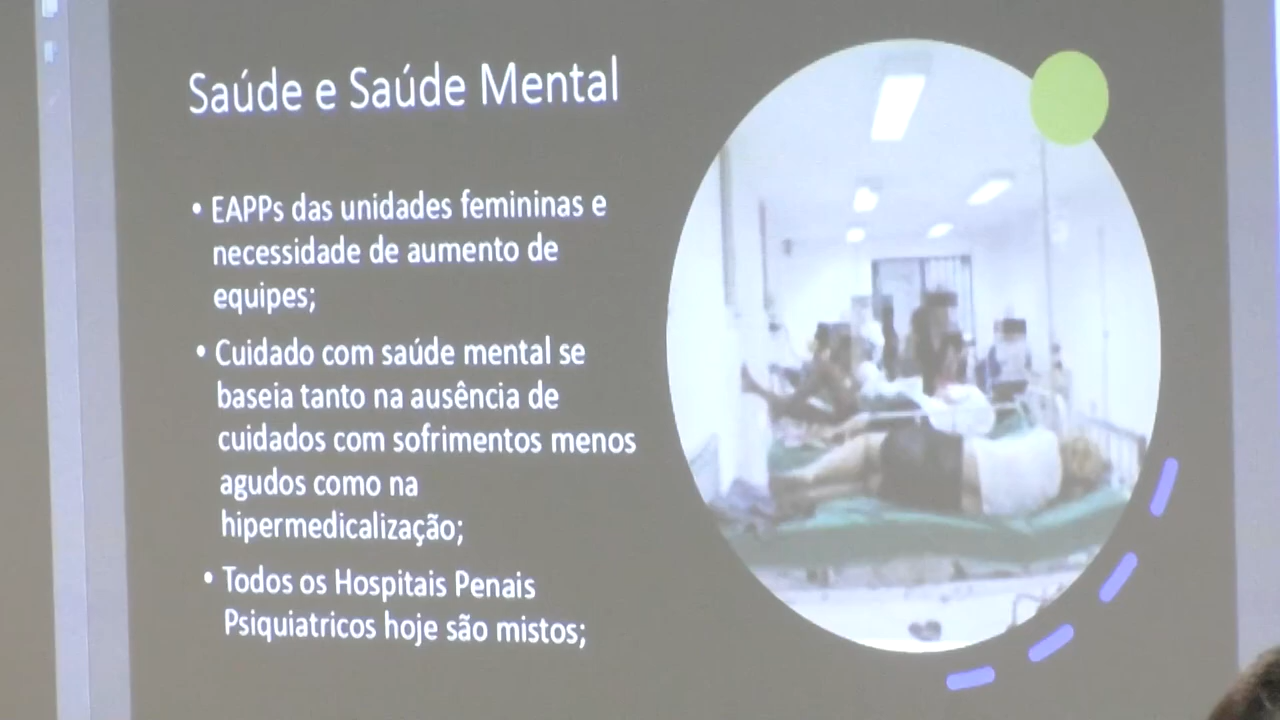 Saúde e Saúde Mental
• EAPPs das unidades femininas e
necessidade de aumento de
equipes;
• Cuidado com saúde mental se
baseia tanto na ausência de
cuidados com sofrimentos menos
agudos como na
hipermedicalização;
• Todos os Hospitais Penais
Psiquiatricos hoje são mistos;